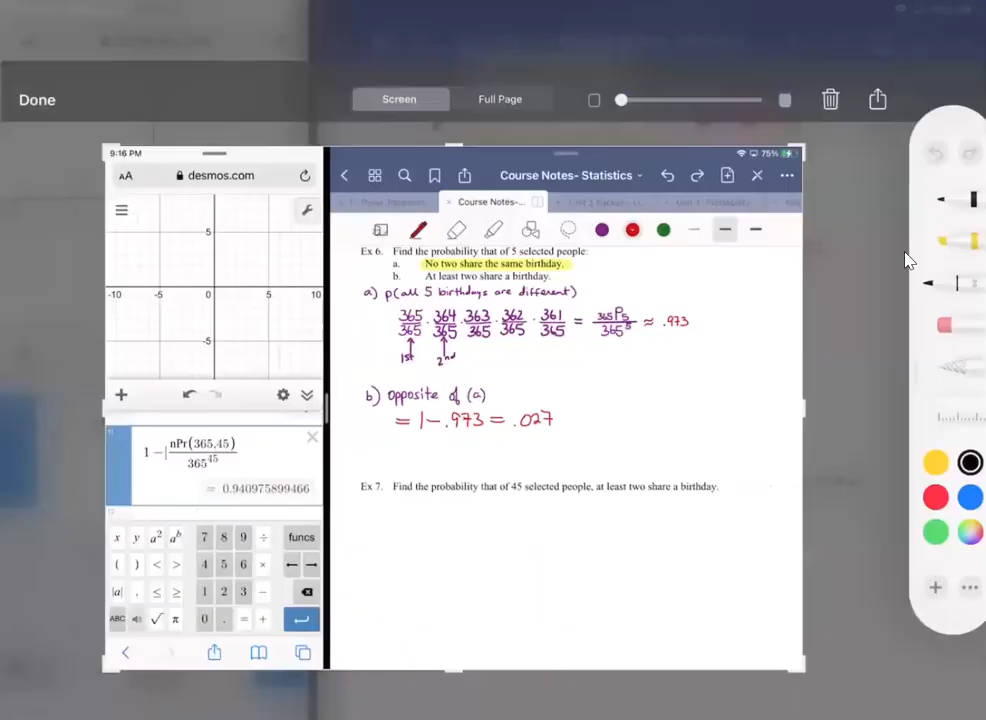 Done
Screen
Full Page
9:16 PM
AA
desmos.com
5
-10
-5
0
5
10
-5
1 − nPr(365,45)
365^45
= 0.940975899466
x y a² aᵇ 7 8 9 ÷ funcs
( ) < > 4 5 6 × ← →
|a| , ≤ ≥ 1 2 3 −
ABC √ π 0 . = +
75%
Course Notes- Statistics
Course Notes-...
Ex 6. Find the probability that of 5 selected people:
a. No two share the same birthday.
b. At least two share a birthday.
a) p(all 5 birthdays are different)
365/365 · 364/365 · 363/365 · 362/365 · 361/365 = 365P5/365^5 ≈ .973
1st 2nd
b) opposite of (a)
= 1 − .973 = .027
Ex 7. Find the probability that of 45 selected people, at least two share a birthday.